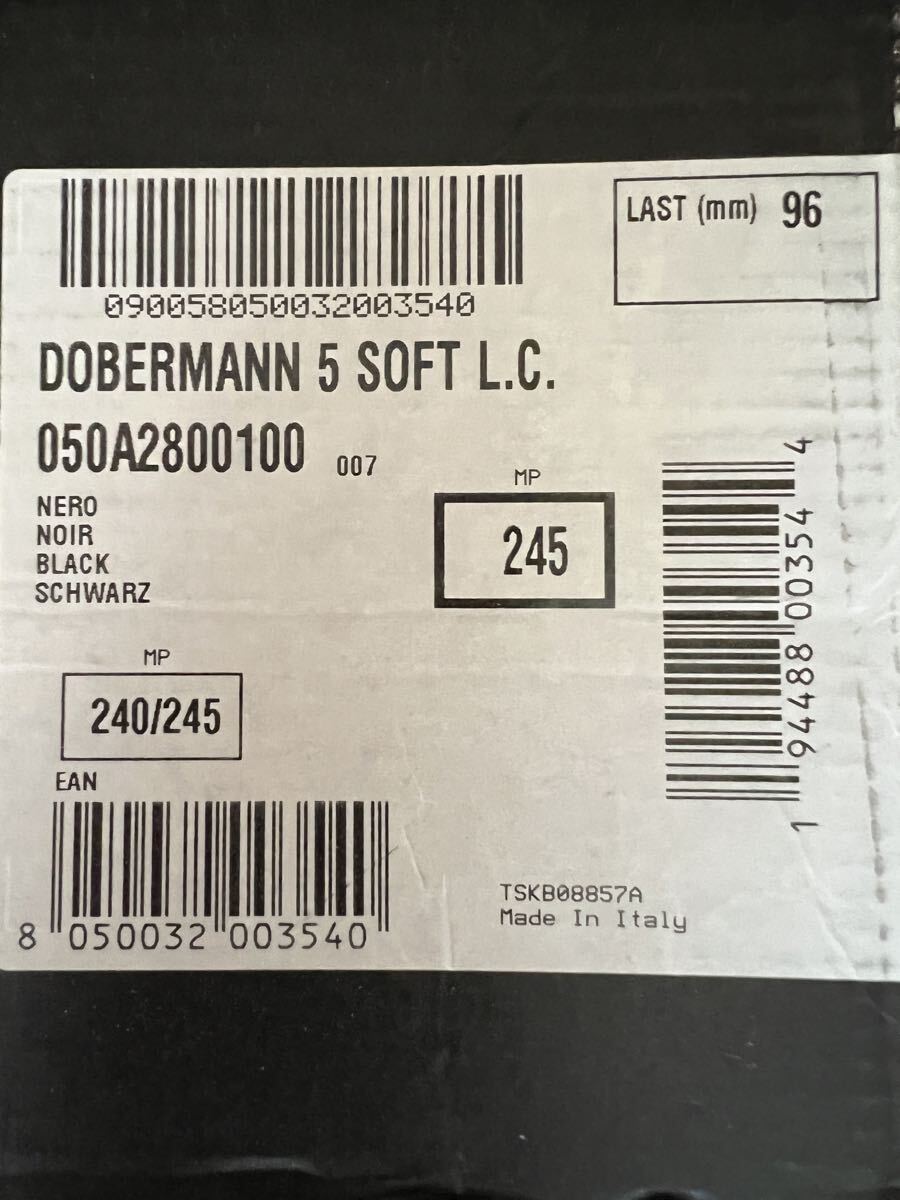 LAST (mm) 96
090058050032003540
DOBERMANN 5 SOFT L.C.
050A2800100 007
NERO
NOIR
BLACK
SCHWARZ
MP
245
MP
240/245
EAN
8 050032 003540
1 94488 00354 4
TSKB08857A
Made In Italy